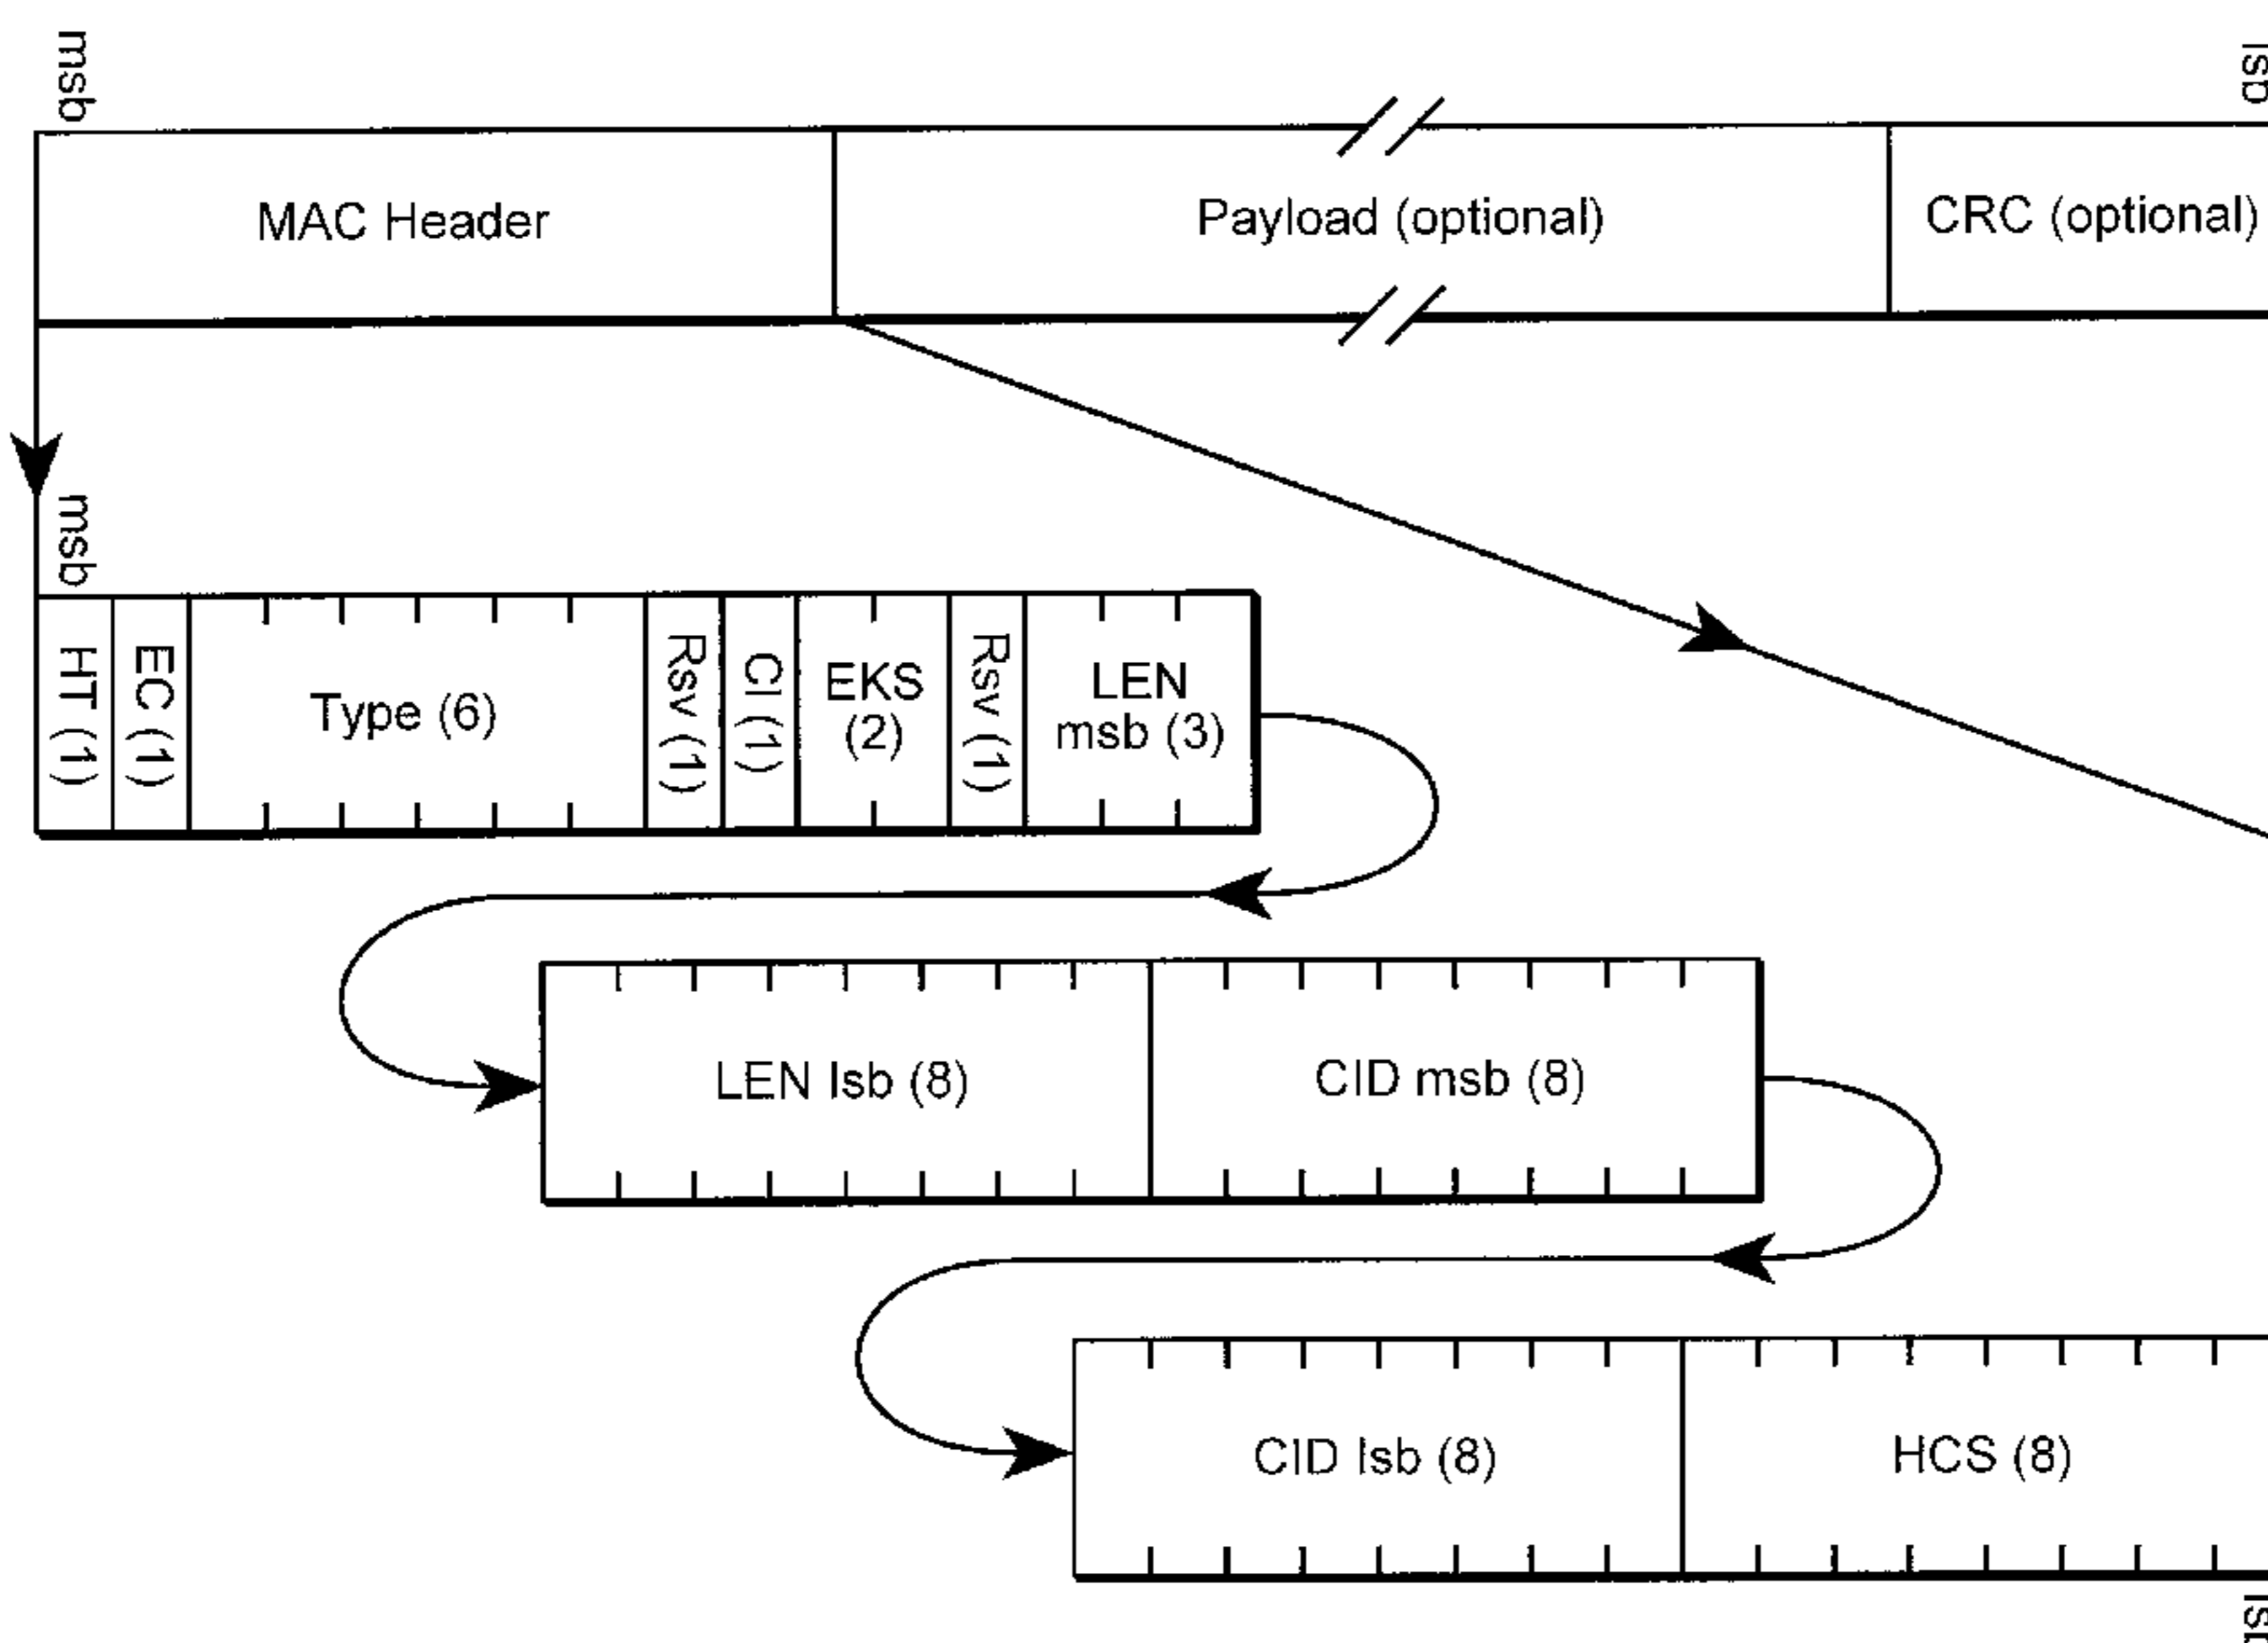 msb
lsb
MAC Header
Payload (optional)
CRC (optional)
msb
HT (1)
EC (1)
Type (6)
Rsv (1)
CI (1)
EKS
(2)
Rsv (1)
LEN
msb (3)
LEN lsb (8)
CID msb (8)
CID lsb (8)
HCS (8)